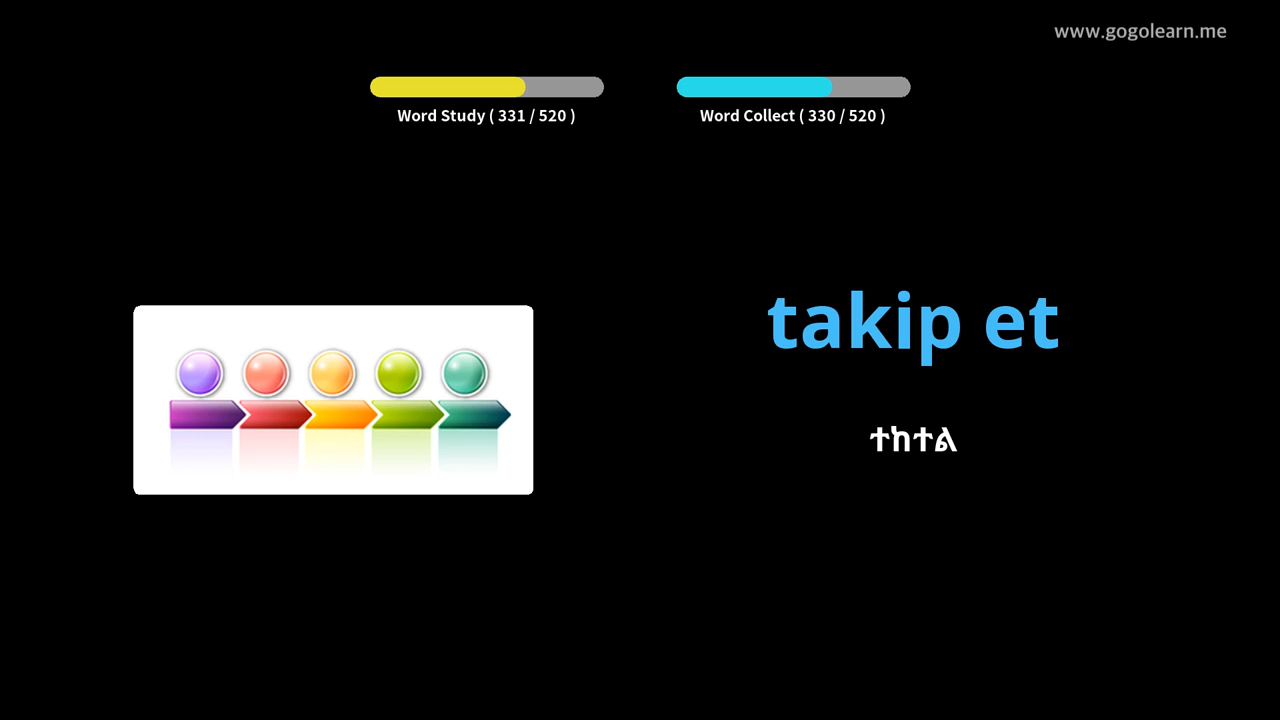 www.gogolearn.me
Word Study ( 331 / 520 )
Word Collect ( 330 / 520 )
takip et
ተከተል